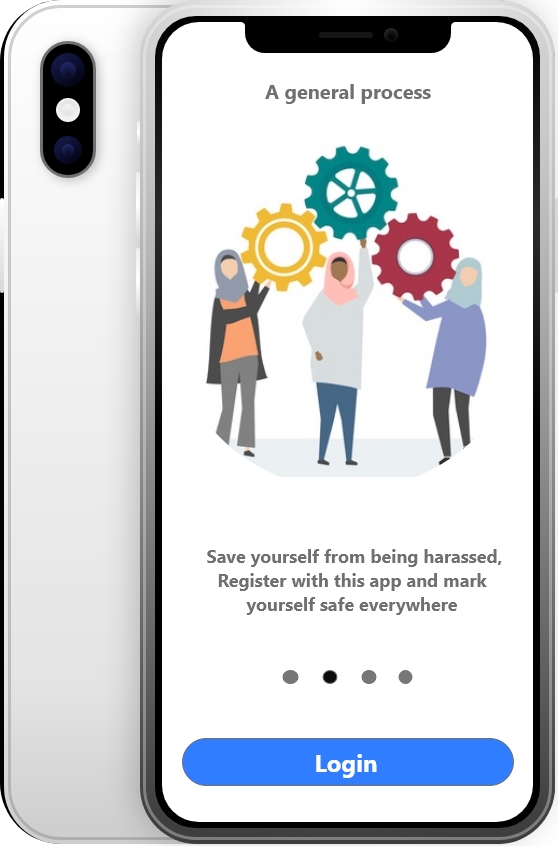 A general process
Save yourself from being harassed,
Register with this app and mark
yourself safe everywhere
Login